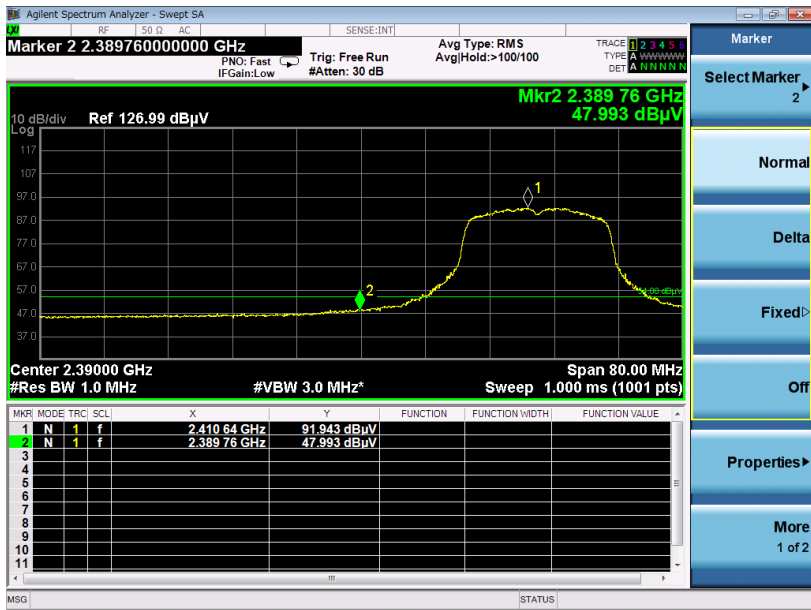 Agilent Spectrum Analyzer - Swept SA
LXI RF 50 Ω AC SENSE:INT
Marker 2 2.389760000000 GHz
PNO: Fast
IFGain:Low
Trig: Free Run
#Atten: 30 dB
Avg Type: RMS
Avg|Hold:>100/100
TRACE 1 2 3 4 5 6
TYPE A WWWWW
DET A N N N N N
Mkr2 2.389 76 GHz
47.993 dBµV
10 dB/div Ref 126.99 dBµV
Log
117
107
97.0
87.0
77.0
67.0
57.0
47.0
37.0
1
2
Center 2.39000 GHz
Span 80.00 MHz
#Res BW 1.0 MHz #VBW 3.0 MHz* Sweep 1.000 ms (1001 pts)
MKR MODE TRC SCL X Y FUNCTION FUNCTION WIDTH FUNCTION VALUE
1 N 1 f 2.410 64 GHz 91.943 dBµV
2 N 1 f 2.389 76 GHz 47.993 dBµV
3
4
5
6
7
8
9
10
11
MSG STATUS
Marker
Select Marker
2
Normal
Delta
Fixed
Off
Properties
More
1 of 2